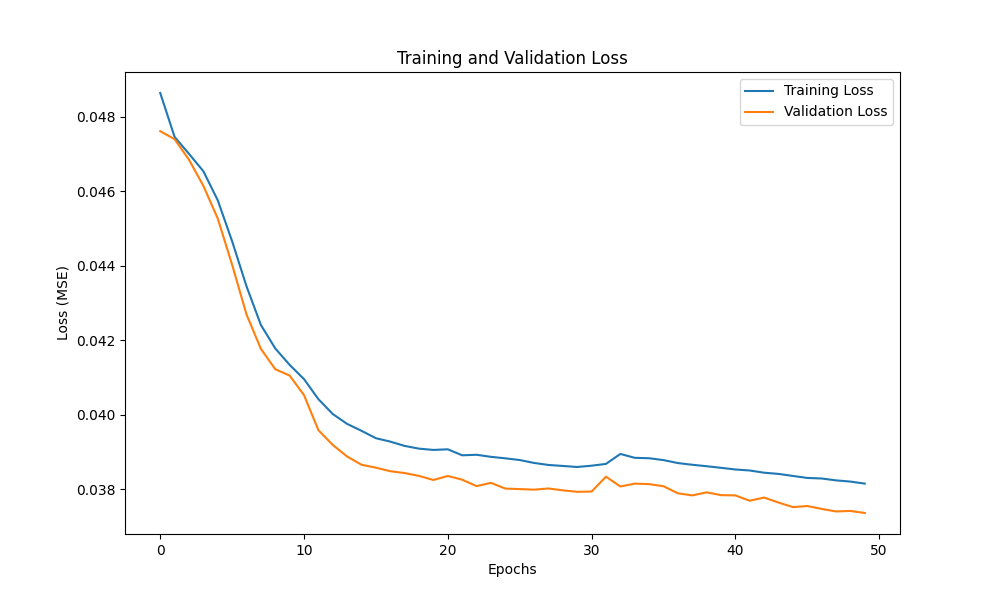 Training and Validation Loss
Training Loss
Validation Loss
0.048
0.046
0.044
0.042
0.040
0.038
Loss (MSE)
0
10
20
30
40
50
Epochs